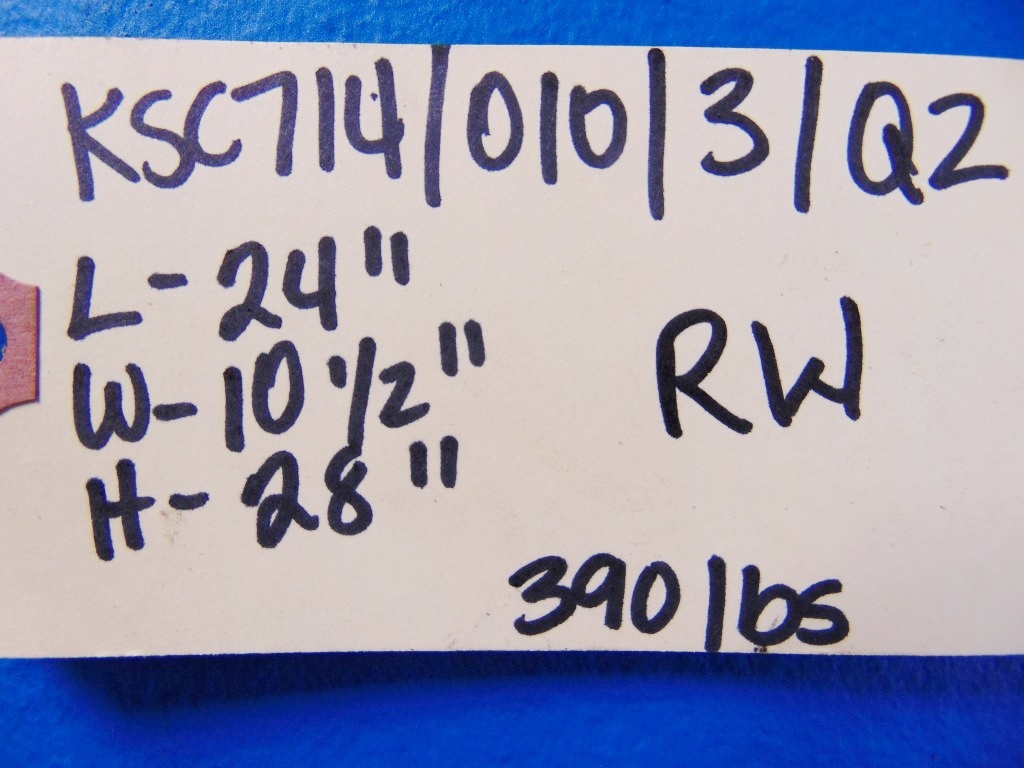 KSC714/010/3/Q2
L-24"
W-10 1/2"
RW
H-28"
390 lbs